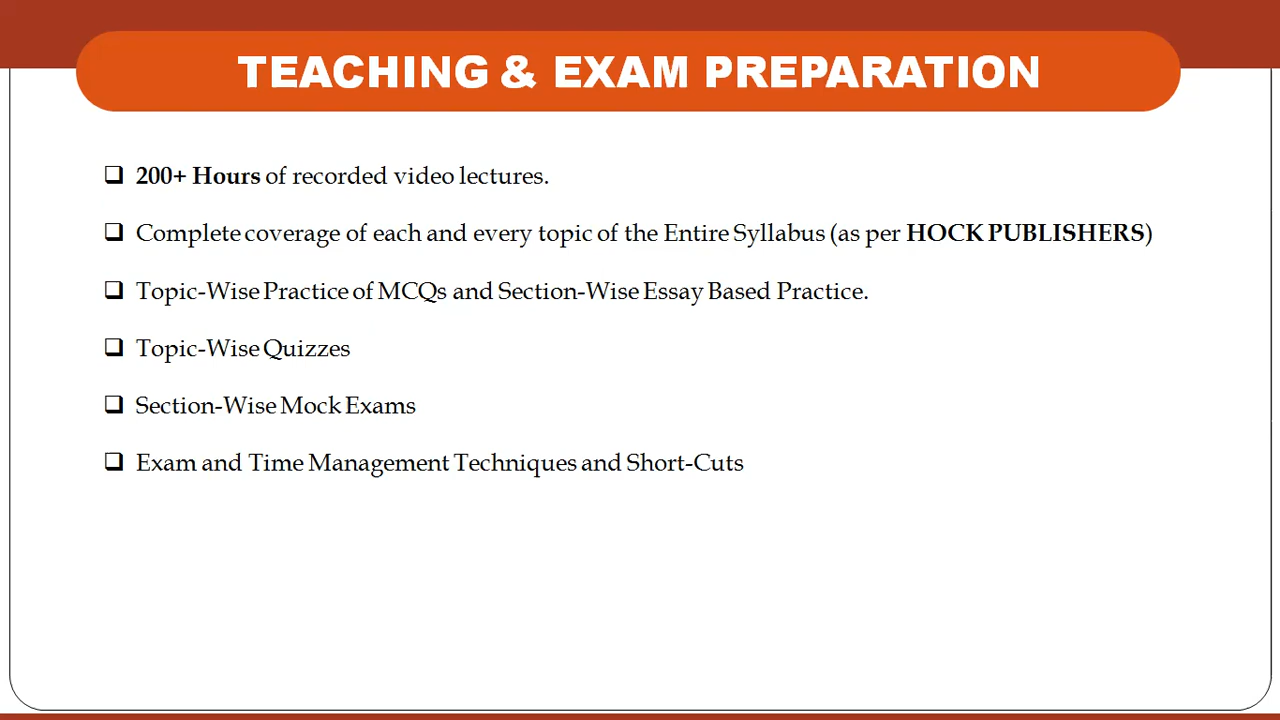 TEACHING & EXAM PREPARATION
❑ 200+ Hours of recorded video lectures.
❑ Complete coverage of each and every topic of the Entire Syllabus (as per HOCK PUBLISHERS)
❑ Topic-Wise Practice of MCQs and Section-Wise Essay Based Practice.
❑ Topic-Wise Quizzes
❑ Section-Wise Mock Exams
❑ Exam and Time Management Techniques and Short-Cuts